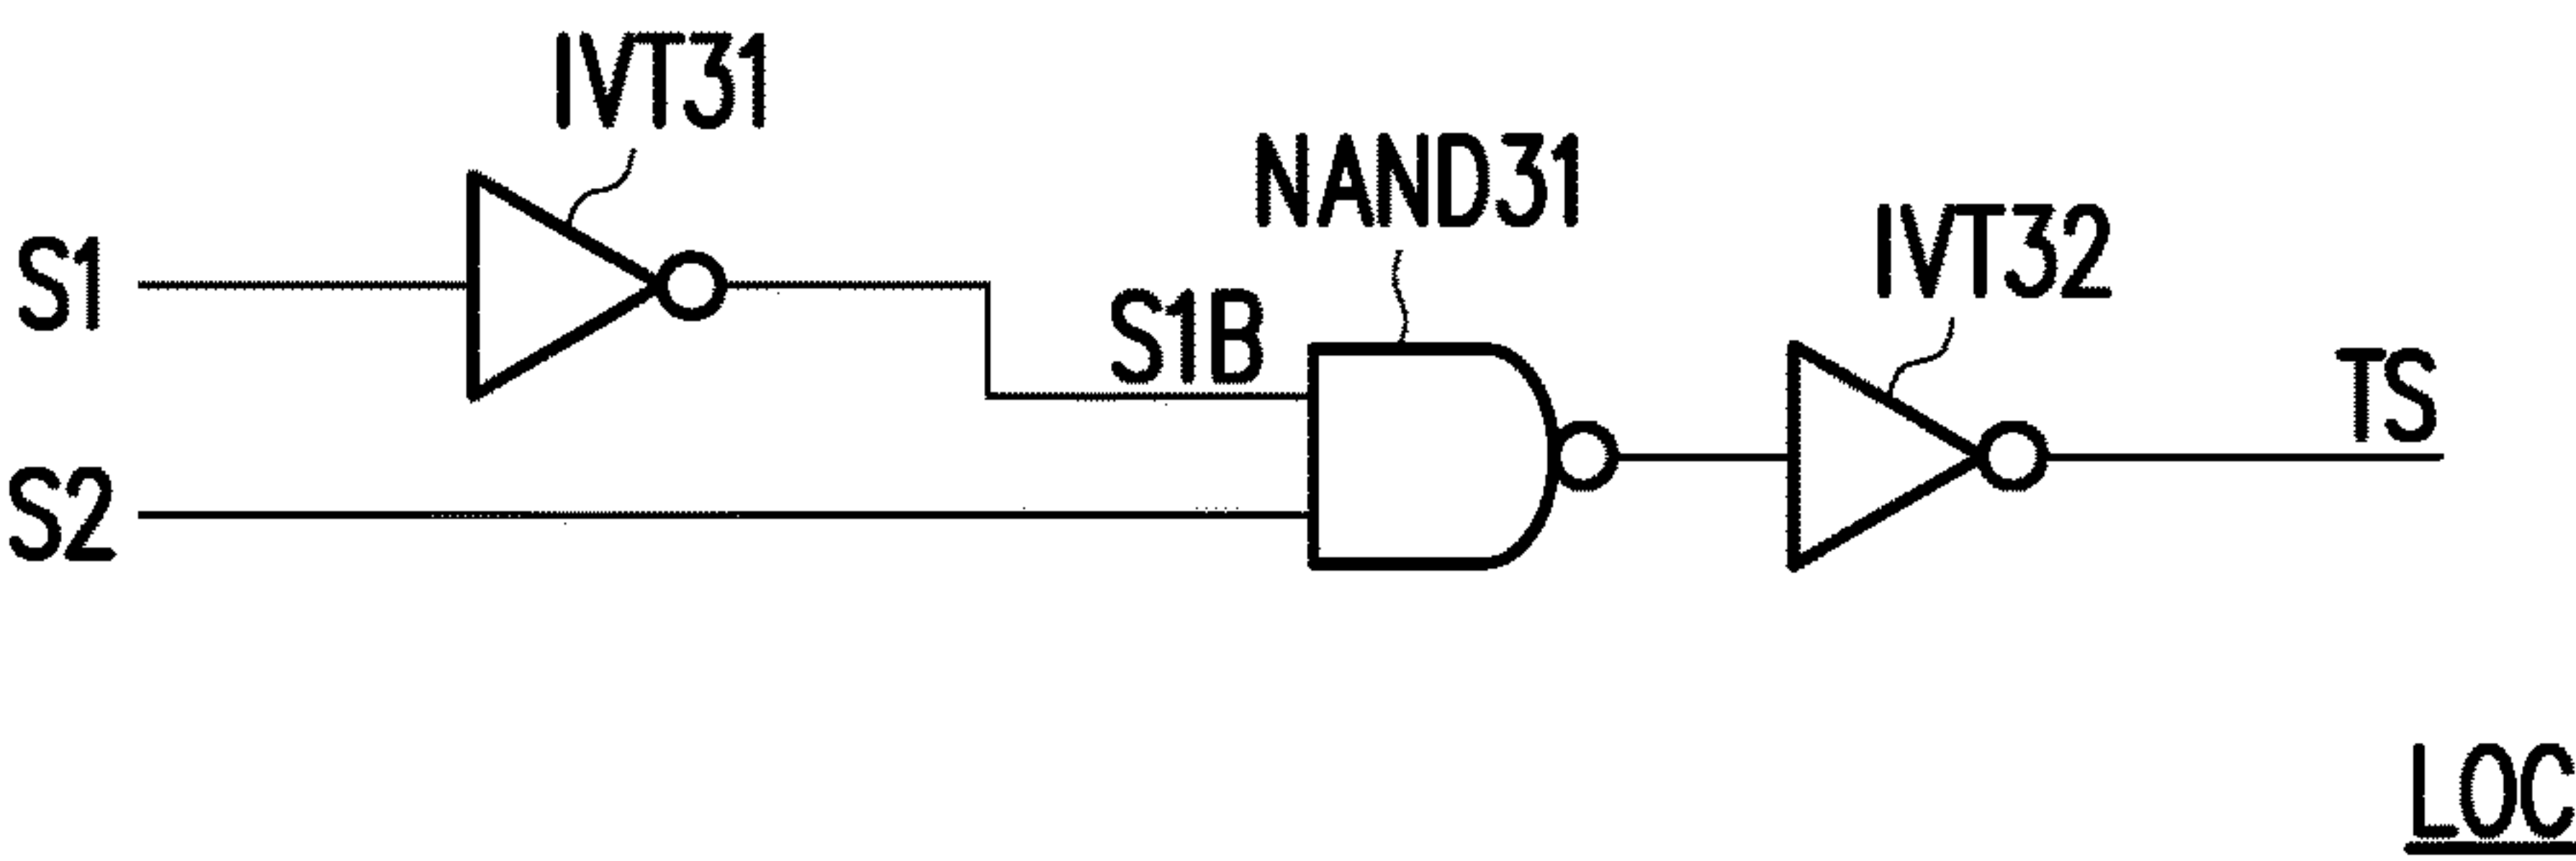 IVT31
NAND31
IVT32
S1
S1B
TS
S2
LOC